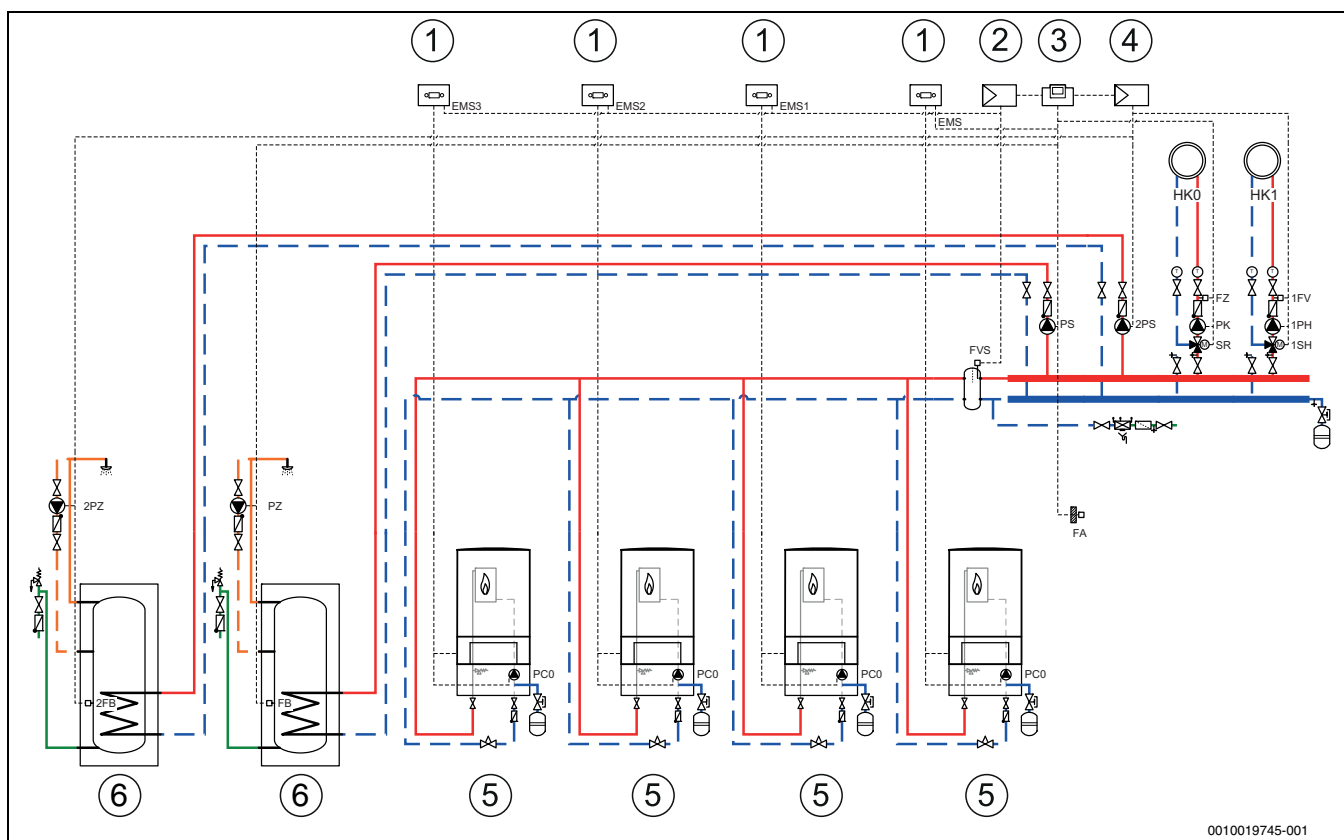 1 1 1 1 2 3 4
EMS3 EMS2 EMS1 EMS
HK0 HK1
T T T T
FZ 1FV
PS 2PS PK 1PH
M SR M 1SH
FVS
2PZ PZ
FA
PC0 PC0 PC0 PC0
2FB FB
6 6 5 5 5 5
0010019745-001